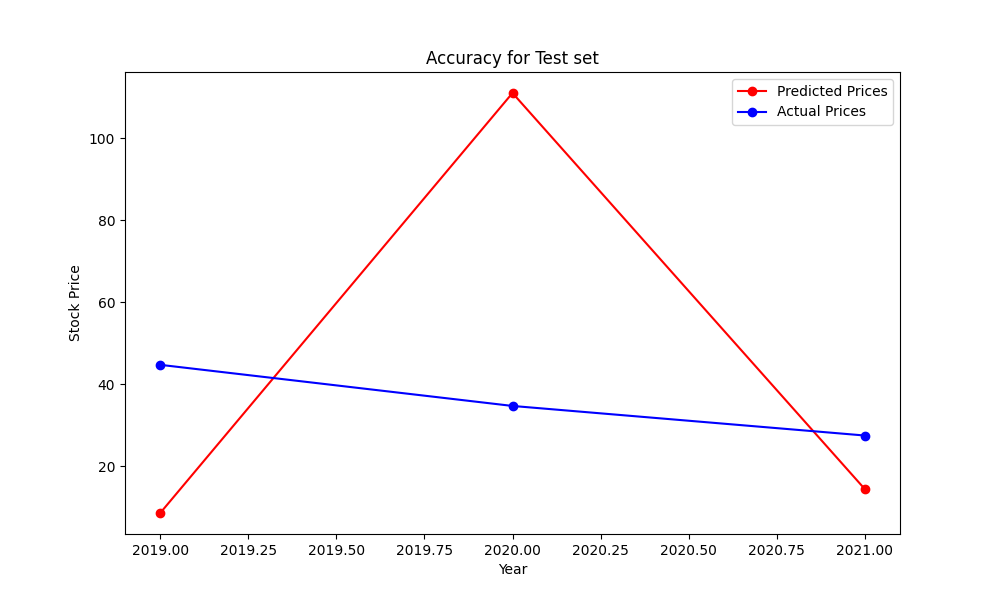 Accuracy for Test set
Predicted Prices
Actual Prices
100
80
60
40
20
Stock Price
2019.00 2019.25 2019.50 2019.75 2020.00 2020.25 2020.50 2020.75 2021.00
Year